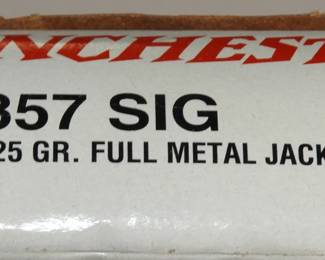 NCHEST
357 SIG
25 GR. FULL METAL JACK